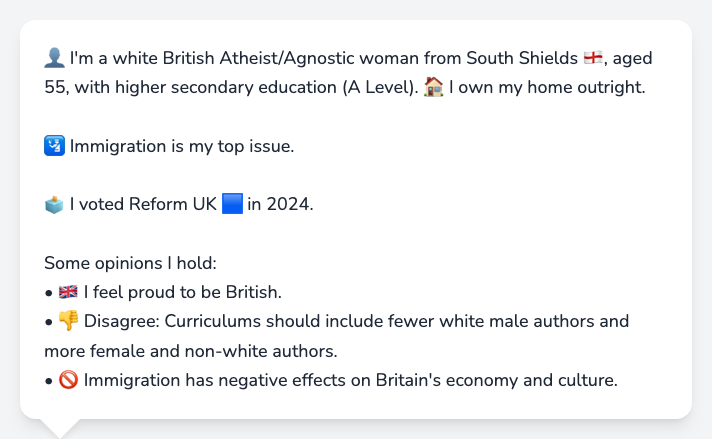 👤 I'm a white British Atheist/Agnostic woman from South Shields 🏴󠁧󠁢󠁥󠁮󠁧󠁿, aged
55, with higher secondary education (A Level). 🏠 I own my home outright.
🛂 Immigration is my top issue.
🗳️ I voted Reform UK 🟦 in 2024.
Some opinions I hold:
• 🇬🇧 I feel proud to be British.
• 👎 Disagree: Curriculums should include fewer white male authors and
more female and non-white authors.
• 🚫 Immigration has negative effects on Britain's economy and culture.